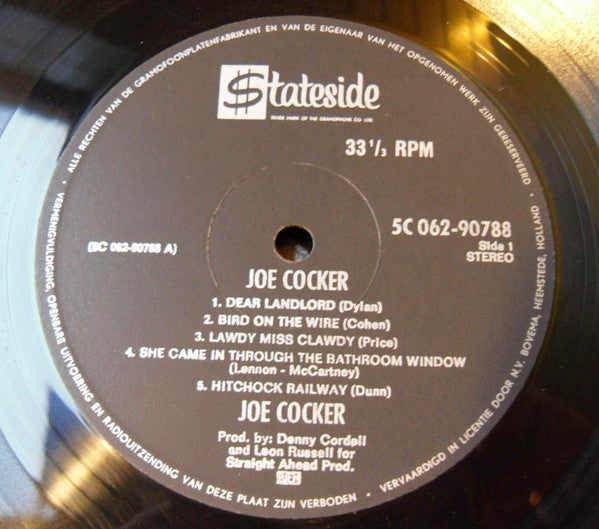 ALLE RECHTEN VAN DE GRAMOFOONPLATENFABRIKANT EN VAN DE EIGENAAR VAN HET OPGENOMEN WERK ZIJN GERESERVEERD
$tateside
TRADE MARK OF THE GRAMOPHONE CO LTD.
33 1/3 RPM
5C 062-90788
Side 1
STEREO
(5C 062-90788 A)
JOE COCKER
1. DEAR LANDLORD (Dylan)
2. BIRD ON THE WIRE (Cohen)
3. LAWDY MISS CLAWDY (Price)
4. SHE CAME IN THROUGH THE BATHROOM WINDOW
(Lennon - McCartney)
5. HITCHOCK RAILWAY (Dunn)
JOE COCKER
Prod. by: Denny Cordell
and Leon Russell for
Straight Ahead Prod.
VERMENIGVULDIGING, OPENBARE UITVOERING EN RADIOUITZENDING VAN DEZE PLAAT ZIJN VERBODEN • VERVAARDIGD IN LICENTIE DOOR N.V. BOVEMA, HEEMSTEDE, HOLLAND